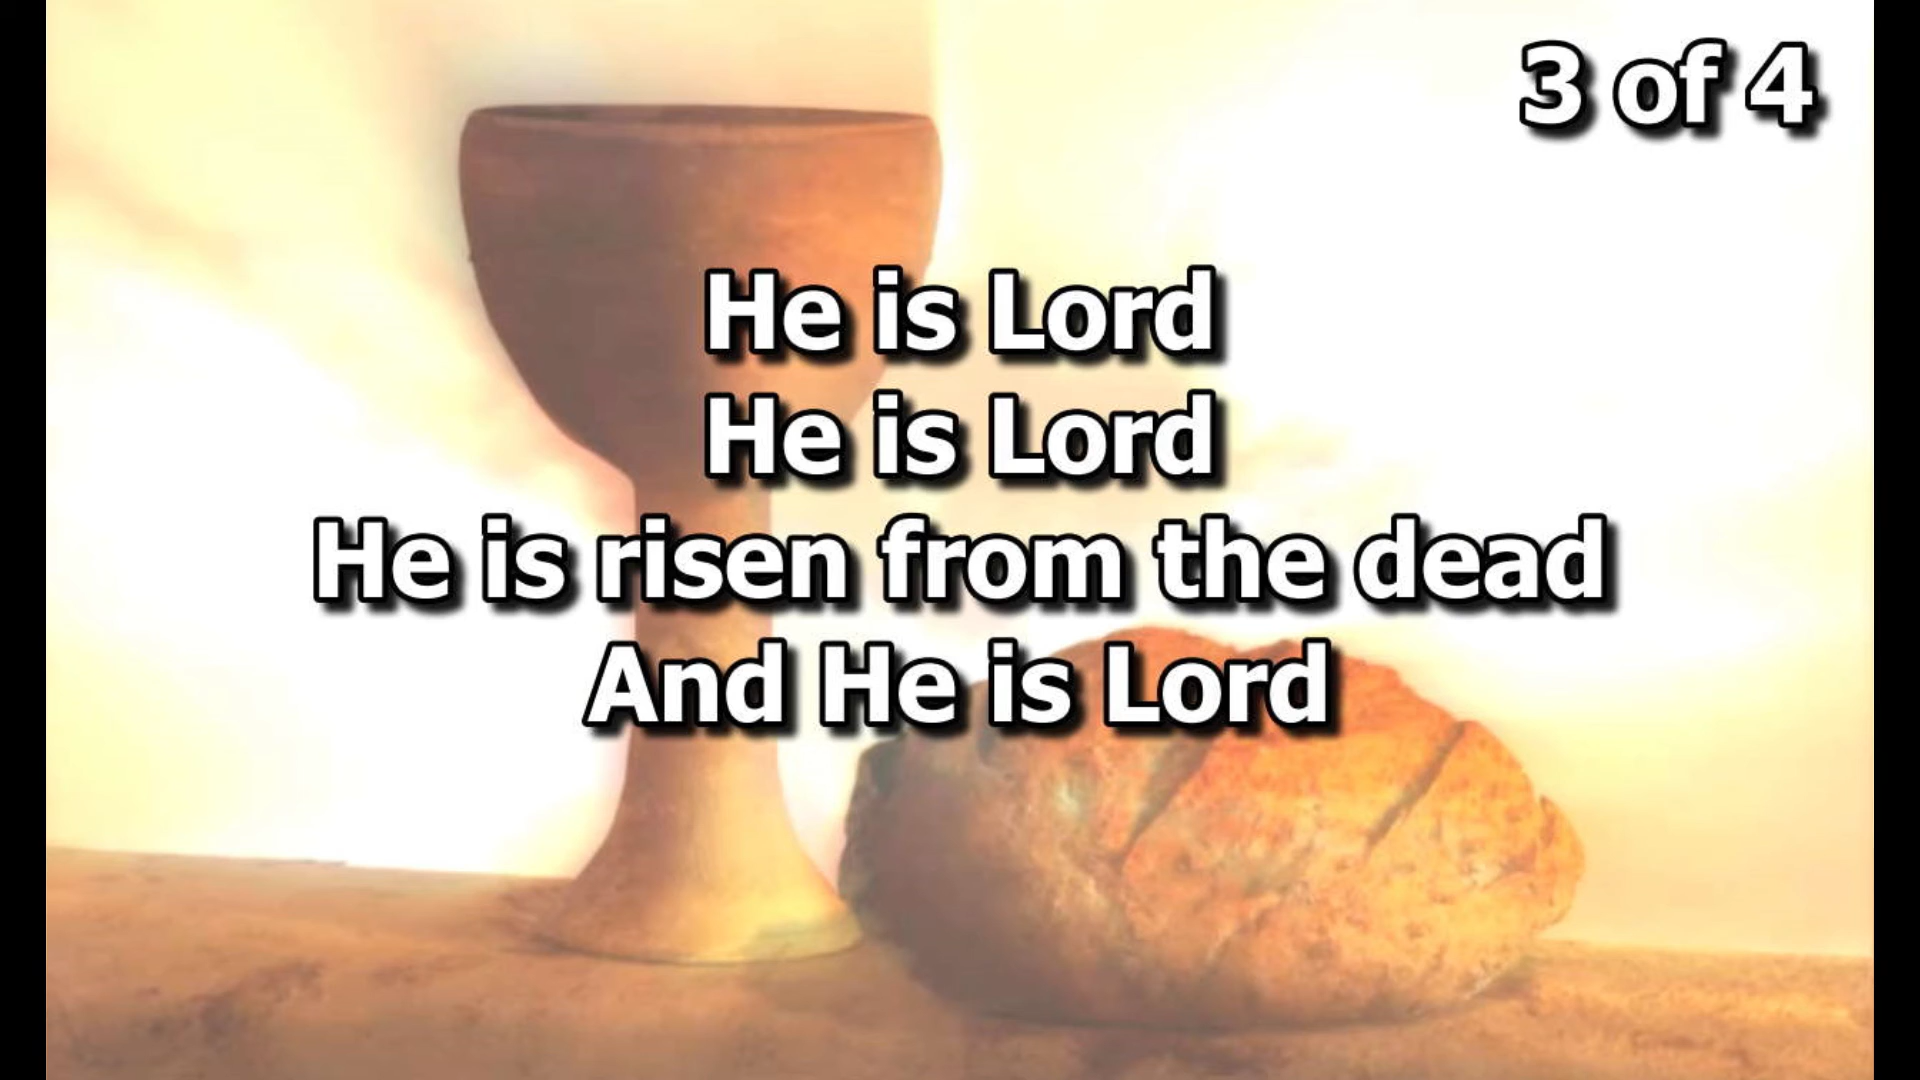 3 of 4
He is Lord
He is Lord
He is risen from the dead
And He is Lord